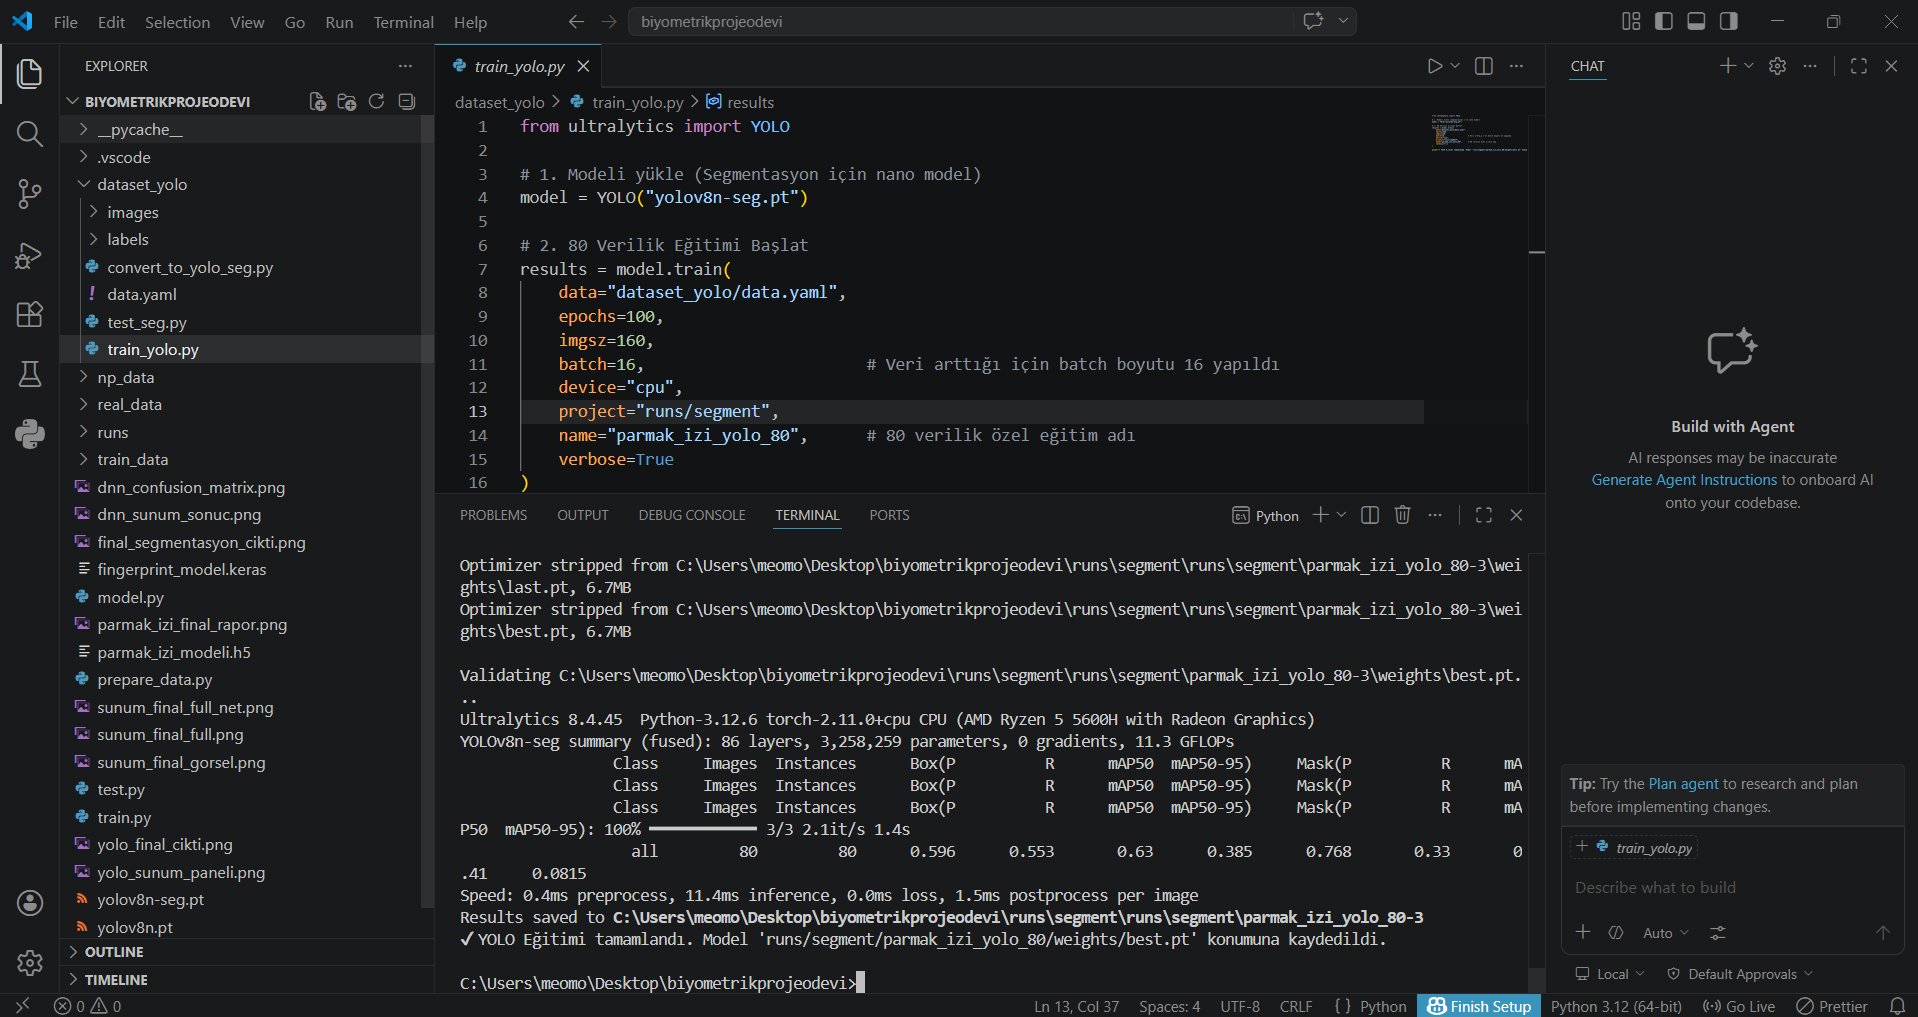 File Edit Selection View Go Run Terminal Help
biyometrikprojeodevi
EXPLORER
BIYOMETRIKPROJEODEVI
__pycache__
.vscode
dataset_yolo
images
labels
convert_to_yolo_seg.py
! data.yaml
test_seg.py
train_yolo.py
np_data
real_data
runs
train_data
dnn_confusion_matrix.png
dnn_sunum_sonuc.png
final_segmentasyon_cikti.png
fingerprint_model.keras
model.py
parmak_izi_final_rapor.png
parmak_izi_modeli.h5
prepare_data.py
sunum_final_full_net.png
sunum_final_full.png
sunum_final_gorsel.png
test.py
train.py
yolo_final_cikti.png
yolo_sunum_paneli.png
yolov8n-seg.pt
yolov8n.pt
OUTLINE
TIMELINE
train_yolo.py
dataset_yolo > train_yolo.py > results
1 from ultralytics import YOLO
2
3 # 1. Modeli yükle (Segmentasyon için nano model)
4 model = YOLO("yolov8n-seg.pt")
5
6 # 2. 80 Verilik Eğitimi Başlat
7 results = model.train(
8 data="dataset_yolo/data.yaml",
9 epochs=100,
10 imgsz=160,
11 batch=16, # Veri arttığı için batch boyutu 16 yapıldı
12 device="cpu",
13 project="runs/segment",
14 name="parmak_izi_yolo_80", # 80 verilik özel eğitim adı
15 verbose=True
16 )
PROBLEMS OUTPUT DEBUG CONSOLE TERMINAL PORTS
Python
Optimizer stripped from C:\Users\meomo\Desktop\biyometrikprojeodevi\runs\segment\runs\segment\parmak_izi_yolo_80-3\wei
ghts\last.pt, 6.7MB
Optimizer stripped from C:\Users\meomo\Desktop\biyometrikprojeodevi\runs\segment\runs\segment\parmak_izi_yolo_80-3\wei
ghts\best.pt, 6.7MB
Validating C:\Users\meomo\Desktop\biyometrikprojeodevi\runs\segment\runs\segment\parmak_izi_yolo_80-3\weights\best.pt.
..
Ultralytics 8.4.45 Python-3.12.6 torch-2.11.0+cpu CPU (AMD Ryzen 5 5600H with Radeon Graphics)
YOLOv8n-seg summary (fused): 86 layers, 3,258,259 parameters, 0 gradients, 11.3 GFLOPs
Class Images Instances Box(P R mAP50 mAP50-95) Mask(P R mA
Class Images Instances Box(P R mAP50 mAP50-95) Mask(P R mA
Class Images Instances Box(P R mAP50 mAP50-95) Mask(P R mA
P50 mAP50-95): 100% 3/3 2.1it/s 1.4s
all 80 80 0.596 0.553 0.63 0.385 0.768 0.33 0
.41 0.0815
Speed: 0.4ms preprocess, 11.4ms inference, 0.0ms loss, 1.5ms postprocess per image
Results saved to C:\Users\meomo\Desktop\biyometrikprojeodevi\runs\segment\runs\segment\parmak_izi_yolo_80-3
✔ YOLO Eğitimi tamamlandı. Model 'runs/segment/parmak_izi_yolo_80/weights/best.pt' konumuna kaydedildi.
C:\Users\meomo\Desktop\biyometrikprojeodevi>
CHAT
Build with Agent
AI responses may be inaccurate
Generate Agent Instructions to onboard AI
onto your codebase.
Tip: Try the Plan agent to research and plan
before implementing changes.
train_yolo.py
Describe what to build
Auto
Local Default Approvals
0 0 Ln 13, Col 37 Spaces: 4 UTF-8 CRLF { } Python Finish Setup Python 3.12 (64-bit) Go Live Prettier